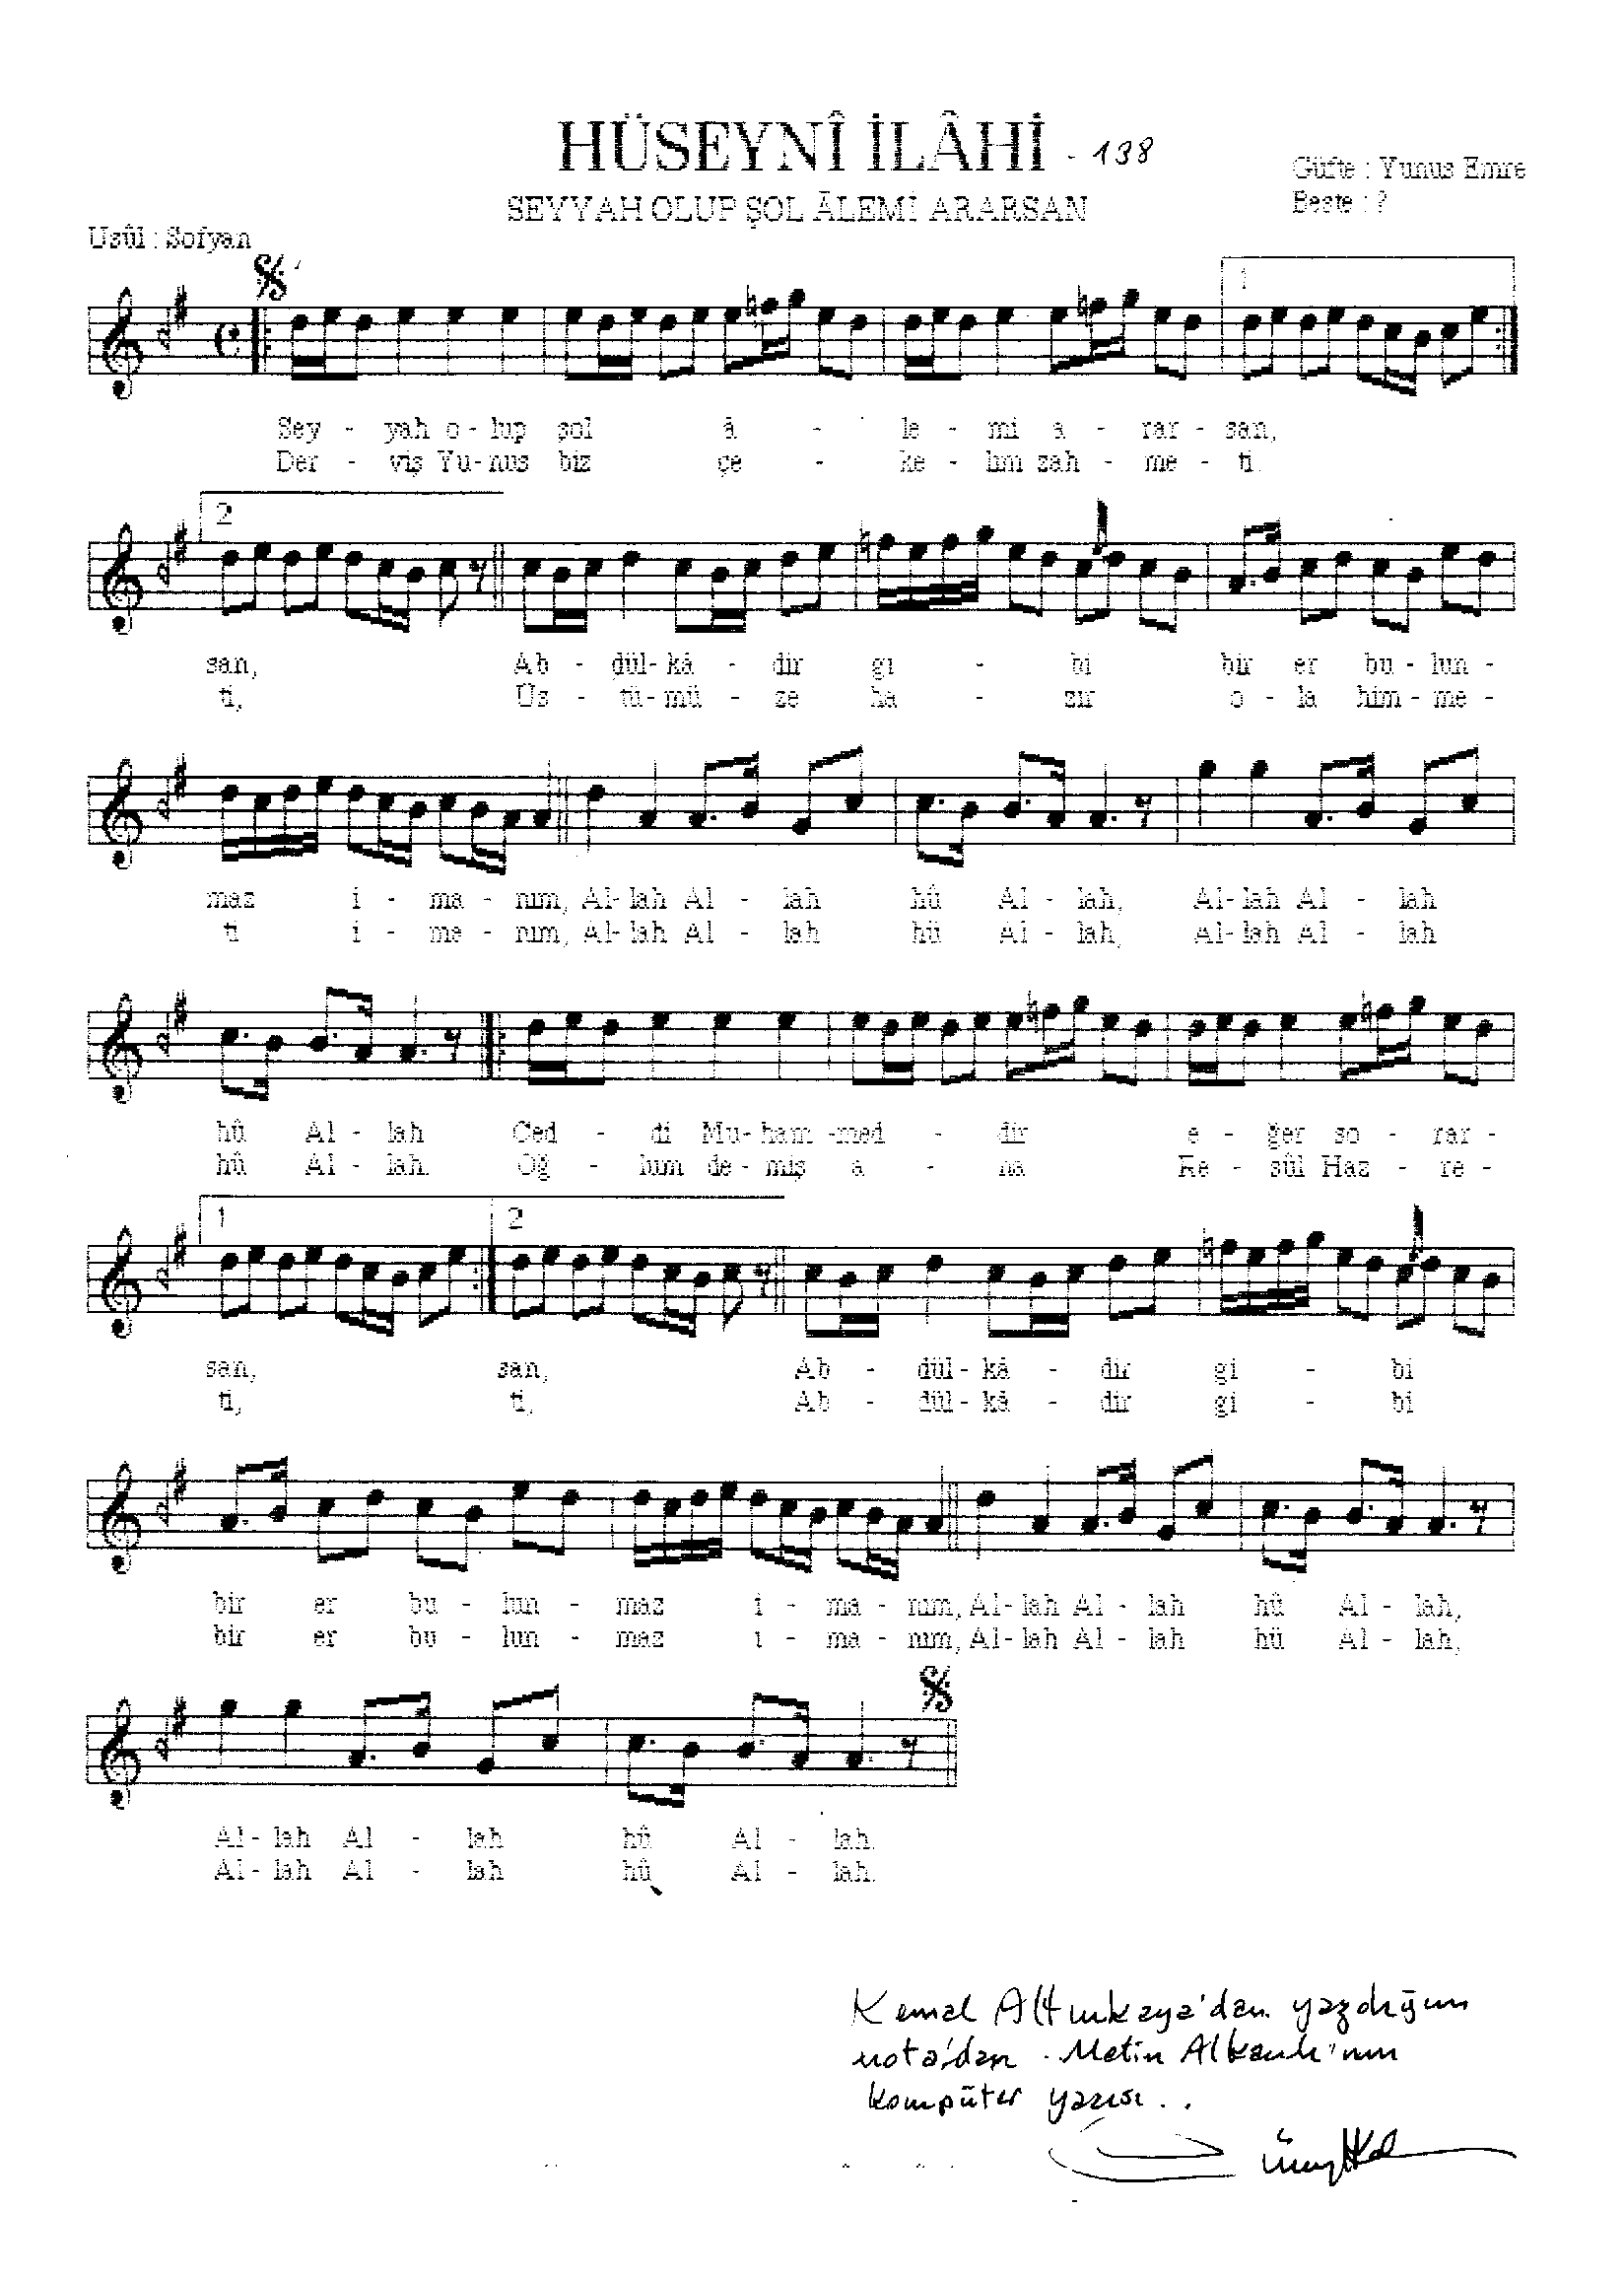 HÜSEYNÎ İLÂHİ - 138
SEYYAH OLUP ŞOL ÂLEMİ ARARSAN
Güfte : Yunus Emre
Beste : ?
Usûl : Sofyan
1
Sey - yah o - lup şol â - le - mi a - rar - san,
Der - viş Yu - nus biz çe - ke - lim zah - me - ti.
2
san, Ab - dül - kâ - dir gi - bi bir er bu - lun -
ti, Üs - tü - mü - ze ha - zır o - la him - me -
maz i - ma - nım, Al - lah Al - lah hû Al - lah, Al - lah Al - lah
ti i - ma - nım, Al - lah Al - lah hü Al - lah, Al - lah Al - lah
hû Al - lah Ced - di Mu - ham - med - dir e - ğer so - rar -
hû Al - lah. Oğ - lum de - miş a - na Re - sûl Haz - re -
1 2
san, san, Ab - dül - kâ - dir gi - bi
ti, ti, Ab - dül - kâ - dir gi - bi
bir er bu - lun - maz i - ma - nım, Al - lah Al - lah hû Al - lah,
bir er bu - lun - maz i - ma - nım, Al - lah Al - lah hü Al - lah,
Al - lah Al - lah hû Al - lah.
Al - lah Al - lah hû Al - lah.
Kemal Altınkaya'dan yazdığım
nota'dan . Metin Alkanlı'nın
kompüter yazısı . .